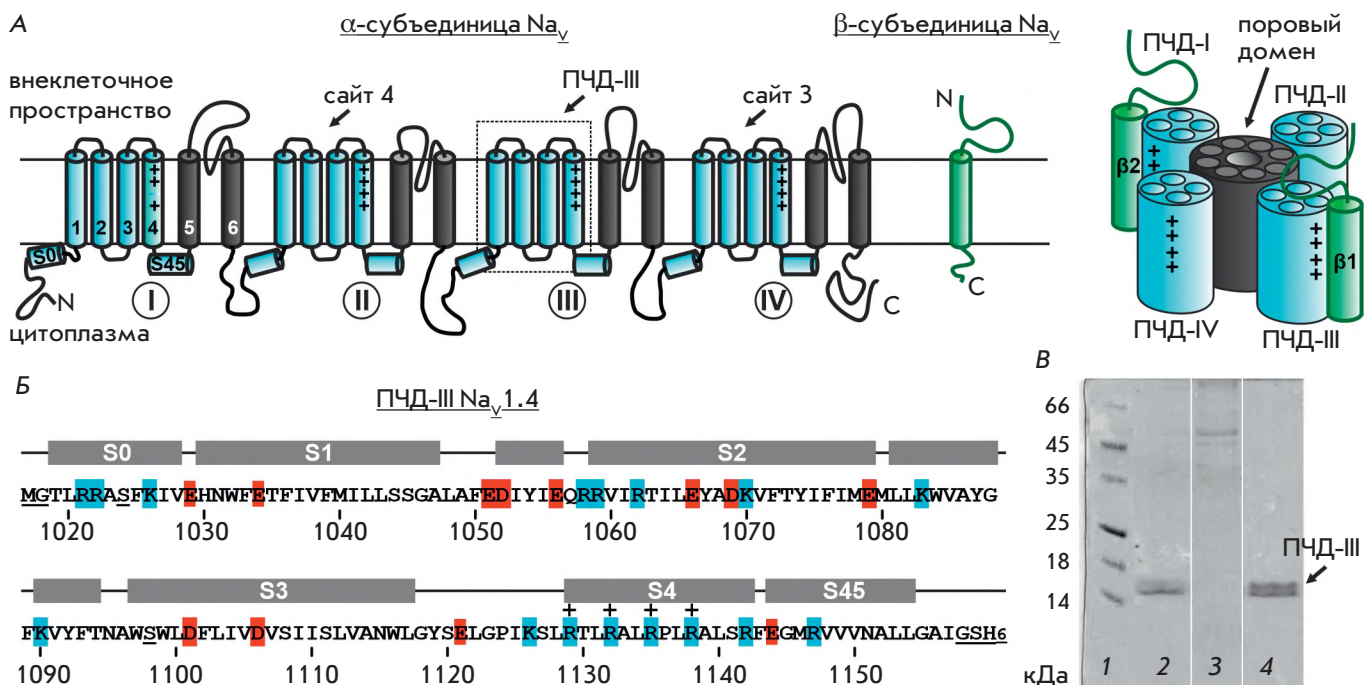 А
α-субъединица Naᵥ
β-субъединица Naᵥ
внеклеточное
пространство
сайт 4
ПЧД-III
сайт 3
N
C
1 2 3 4 5 6
S0
S45
N
I
II
III
IV
C
цитоплазма
+ + + +
+ + + +
+ + + +
+ + + +
ПЧД-I
поровый
домен
ПЧД-II
β2
β1
+ + + +
+ + + +
+ +
ПЧД-IV
ПЧД-III
Б
ПЧД-III Naᵥ1.4
S0 S1 S2
MGTLRRASFKIVEHNWFETFIVFMILLSSGALAFEDIYIEQRRVIRTILEYADKVFTYIFIMEMLLKWVAYG
1020 1030 1040 1050 1060 1070 1080
S3 S4 S45
+ + + +
FKVYFTNAWSWLDFLIVDVSIISLVANWLGYSELGPIKSLRTLRALRPLRALSRFEGMRVVVNALLGAIGSH6
1090 1100 1110 1120 1130 1140 1150
В
66
45
35
25
18
14
ПЧД-III
кДа 1 2 3 4